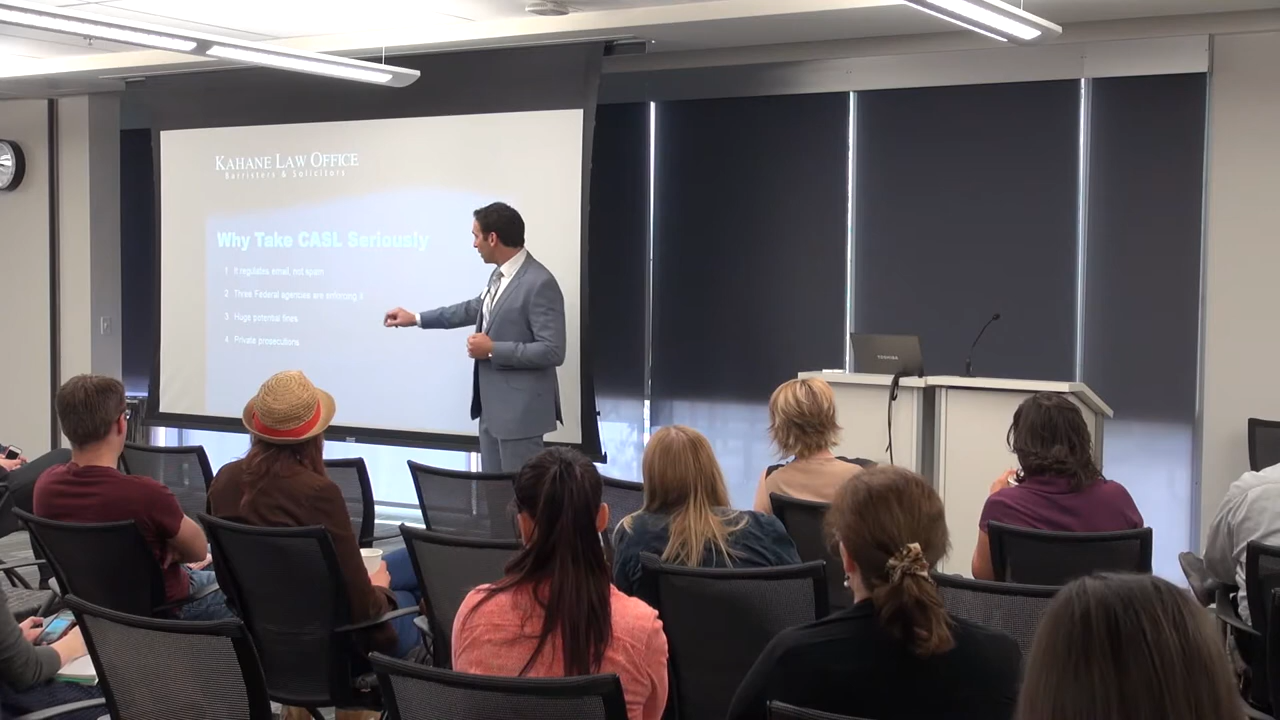 KAHANE LAW OFFICE
Barristers & Solicitors
Why Take CASL Seriously
1 It regulates email, not spam
2 Three Federal agencies are enforcing it
3 Huge potential fines
4 Private prosecutions
TOSHIBA